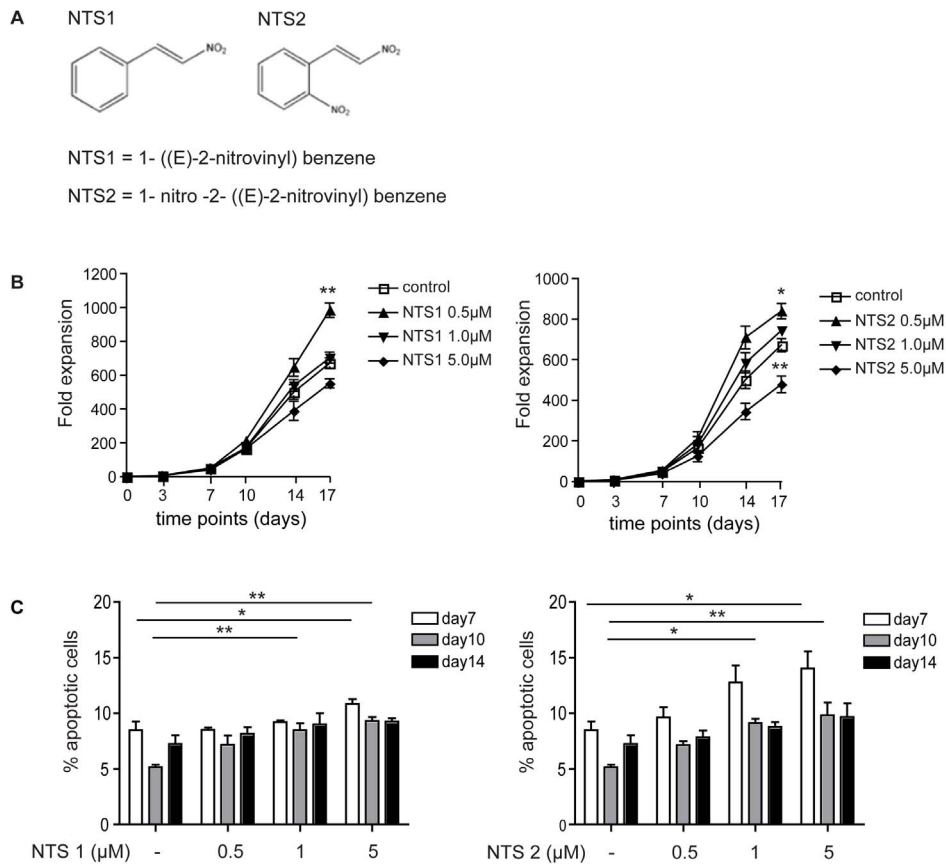 A
NTS1
NTS2
NO₂
NO₂
NO₂
NTS1 = 1- ((E)-2-nitrovinyl) benzene
NTS2 = 1- nitro -2- ((E)-2-nitrovinyl) benzene
B
Fold expansion
1200
1000
800
600
400
200
0
0 3 7 10 14 17
time points (days)
**
control
NTS1 0.5µM
NTS1 1.0µM
NTS1 5.0µM
Fold expansion
1000
800
600
400
200
0
0 3 7 10 14 17
time points (days)
*
**
control
NTS2 0.5µM
NTS2 1.0µM
NTS2 5.0µM
C
% apoptotic cells
20
15
10
5
0
**
*
**
day7
day10
day14
NTS 1 (µM) - 0.5 1 5
% apoptotic cells
20
15
10
5
0
*
**
*
day7
day10
day14
NTS 2 (µM) - 0.5 1 5